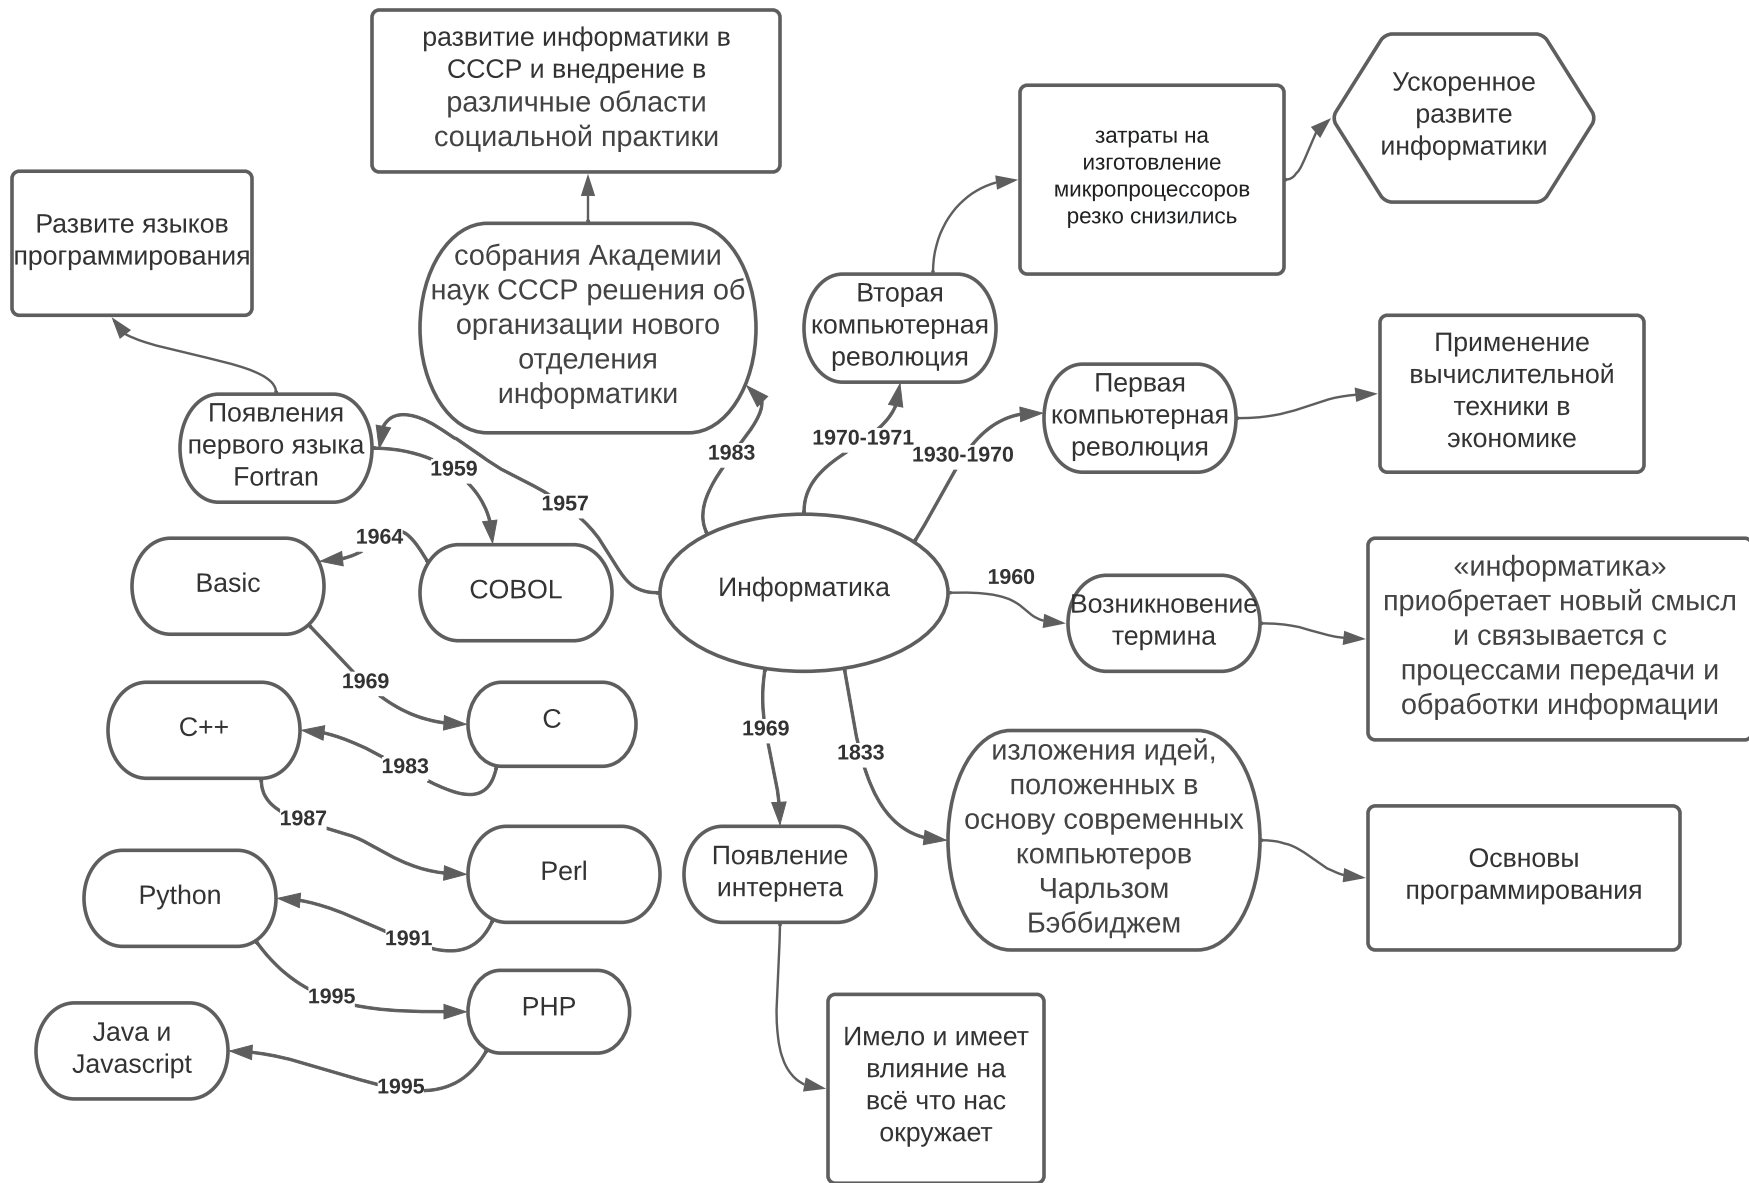 развитие информатики в
СССР и внедрение в
различные области
социальной практики
Ускоренное
развите
информатики
затраты на
изготовление
микропроцессоров
резко снизились
Развите языков
программирования
собрания Академии
наук СССР решения об
организации нового
отделения
информатики
Вторая
компьютерная
революция
Первая
компьютерная
революция
Применение
вычислительной
техники в
экономике
Появления
первого языка
Fortran
1983
1970-1971
1930-1970
1959
1957
1964
Basic
COBOL
Информатика
1960
Возникновение
термина
«информатика»
приобретает новый смысл
и связывается с
процессами передачи и
обработки информации
1969
C++
C
1983
1969
1833
изложения идей,
положенных в
основу современных
компьютеров
Чарльзом
Бэббиджем
Освновы
программирования
1987
Perl
Появление
интернета
Python
1991
1995
PHP
Java и
Javascript
1995
Имело и имеет
влияние на
всё что нас
окружает